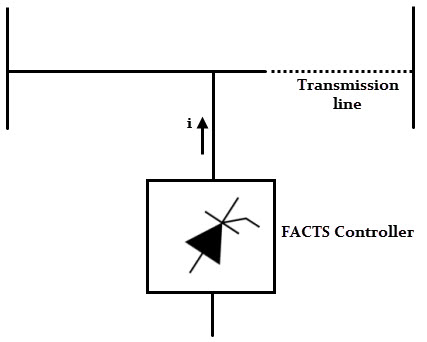 Transmission
line
i
FACTS Controller